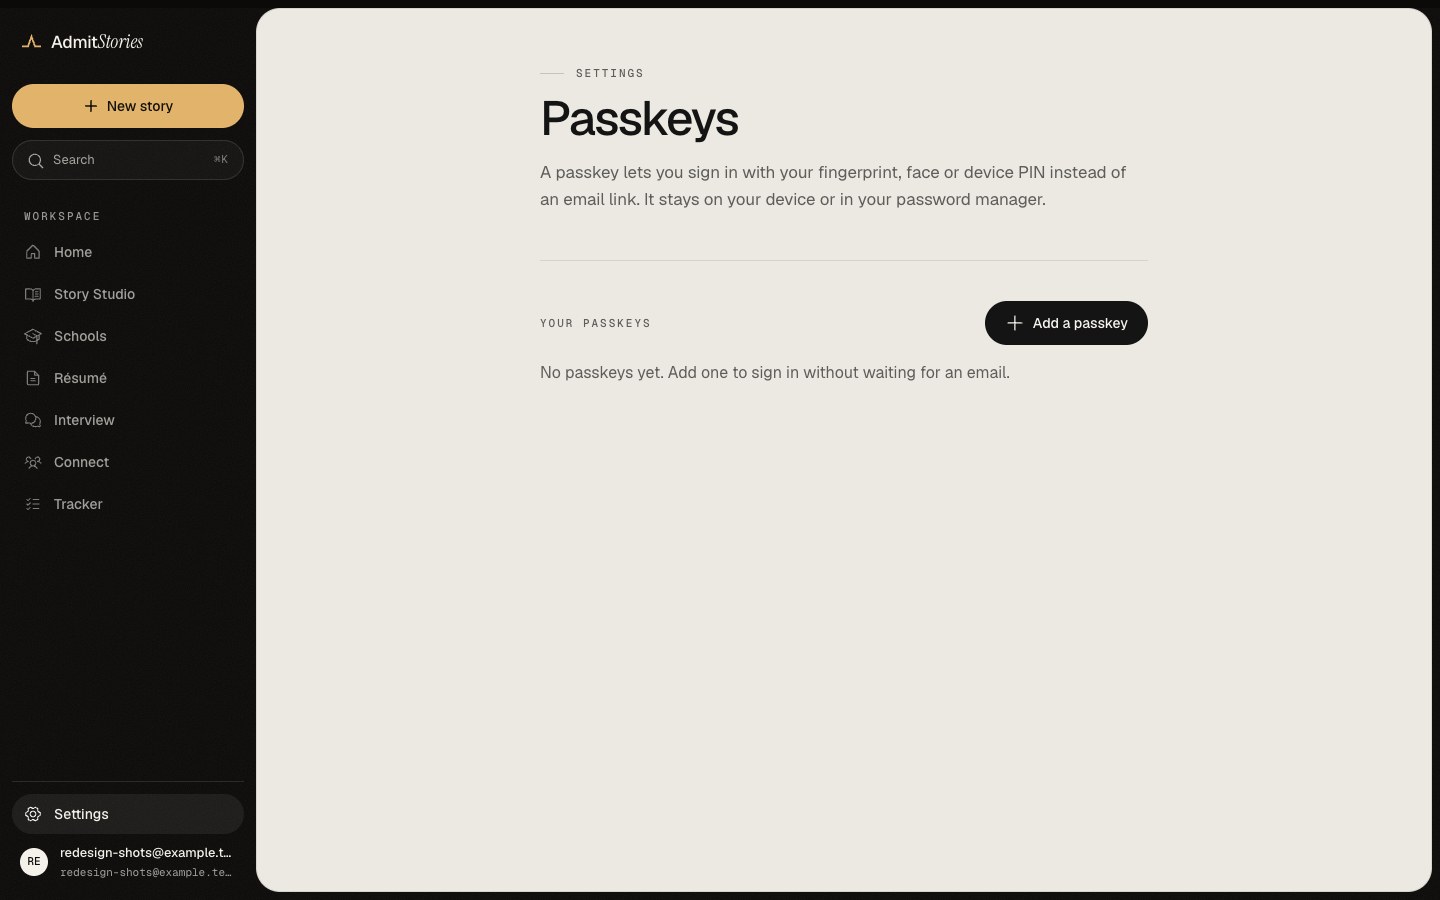 AdmitStories
New story
Search ⌘K
WORKSPACE
Home
Story Studio
Schools
Résumé
Interview
Connect
Tracker
Settings
RE
redesign-shots@example.t…
redesign-shots@example.te…
SETTINGS
Passkeys
A passkey lets you sign in with your fingerprint, face or device PIN instead of
an email link. It stays on your device or in your password manager.
YOUR PASSKEYS
Add a passkey
No passkeys yet. Add one to sign in without waiting for an email.